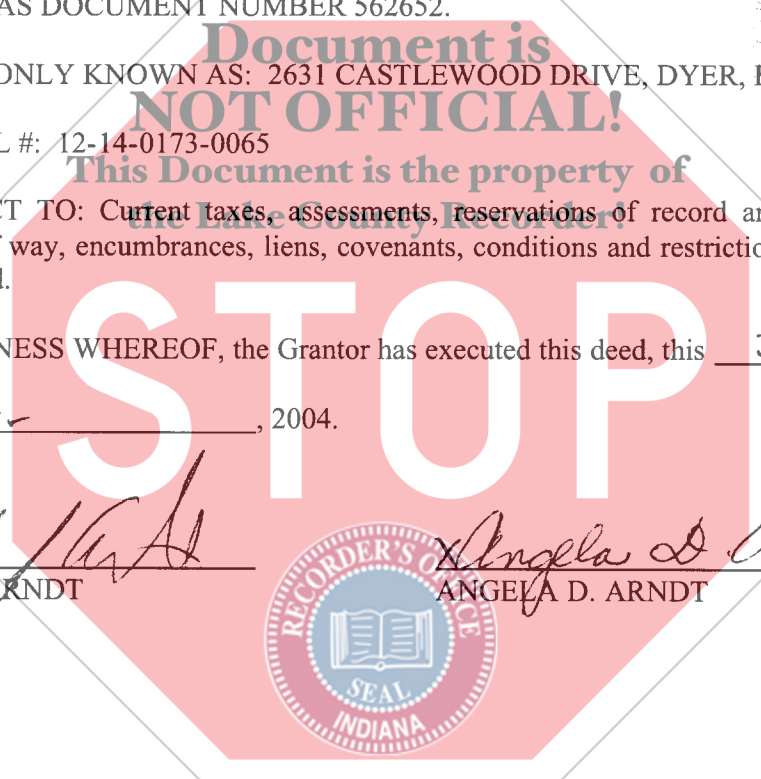 AS DOCUMENT NUMBER 562652.
Document is
ONLY KNOWN AS: 2631 CASTLEWOOD DRIVE, DYER,
NOT OFFICIAL!
L #: 12-14-0173-0065
This Document is the property of
CT TO: Current taxes, assessments, reservations of record
the Lake County Recorder!
way, encumbrances, liens, covenants, conditions and restrictio
NESS WHEREOF, the Grantor has executed this deed, this
, 2004.
STOP
Angela D.
ARNDT
ANGELA D. ARNDT
RECORDER'S OFFICE
SEAL
INDIANA